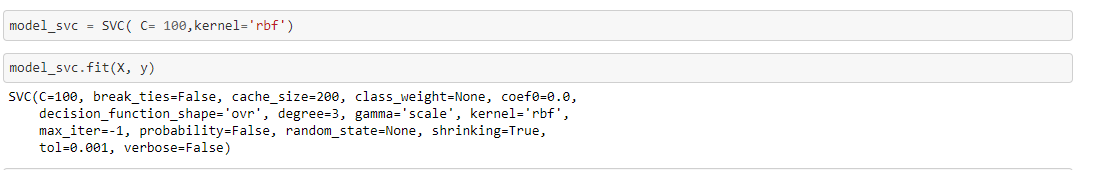 model_svc = SVC( C= 100,kernel='rbf')
model_svc.fit(X, y)
SVC(C=100, break_ties=False, cache_size=200, class_weight=None, coef0=0.0,
    decision_function_shape='ovr', degree=3, gamma='scale', kernel='rbf',
    max_iter=-1, probability=False, random_state=None, shrinking=True,
    tol=0.001, verbose=False)